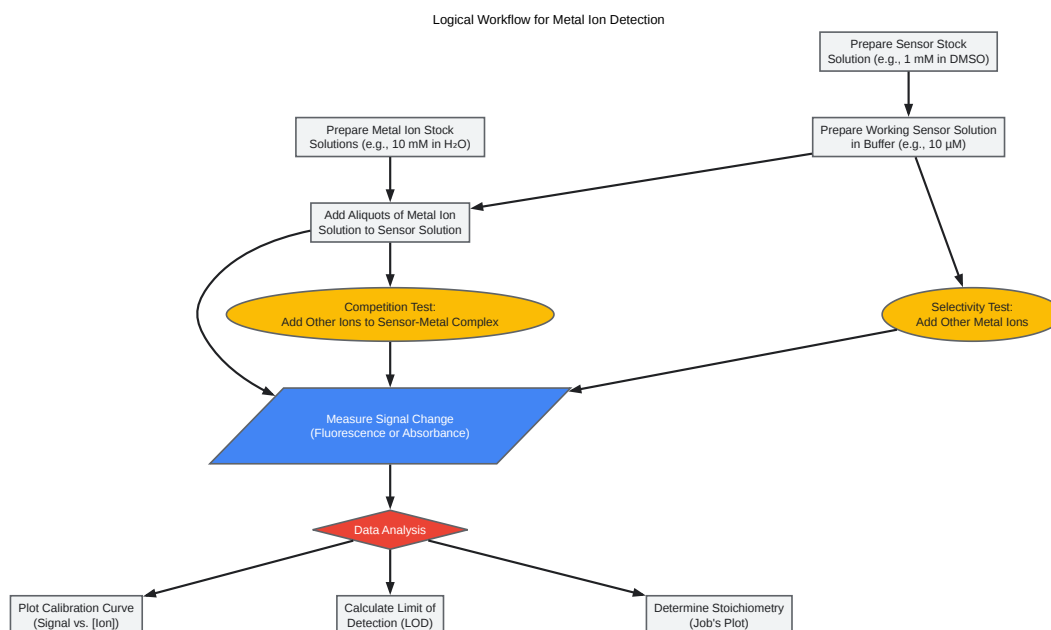 Logical Workflow for Metal Ion Detection
Prepare Sensor Stock
Solution (e.g., 1 mM in DMSO)
Prepare Metal Ion Stock
Solutions (e.g., 10 mM in H₂O)
Prepare Working Sensor Solution
in Buffer (e.g., 10 µM)
Add Aliquots of Metal Ion
Solution to Sensor Solution
Competition Test:
Add Other Ions to Sensor-Metal Complex
Selectivity Test:
Add Other Metal Ions
Measure Signal Change
(Fluorescence or Absorbance)
Data Analysis
Plot Calibration Curve
(Signal vs. [Ion])
Calculate Limit of
Detection (LOD)
Determine Stoichiometry
(Job's Plot)